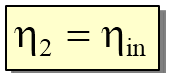 η₂ = ηᵢₙ